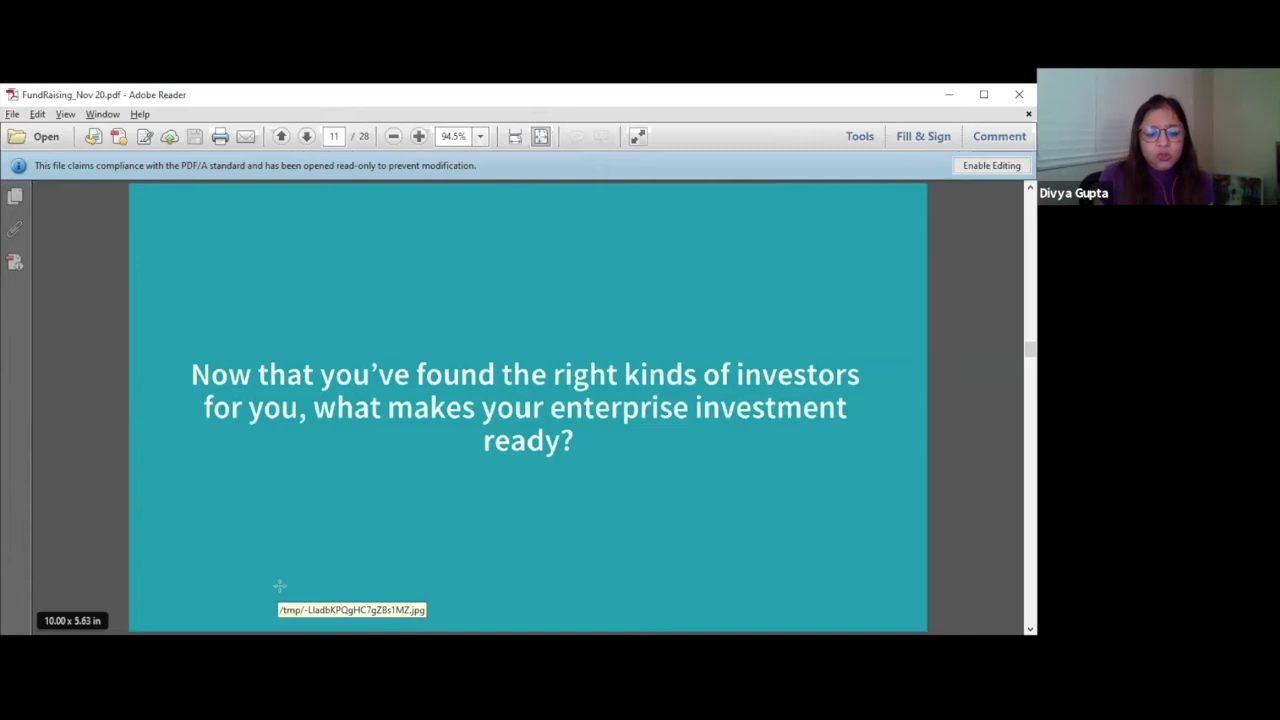 FundRaising_Nov 20.pdf - Adobe Reader
File Edit View Window Help
Open 11 / 28 94.5% Tools Fill & Sign Comment
This file claims compliance with the PDF/A standard and has been opened read-only to prevent modification. Enable Editing
Divya Gupta
Now that you’ve found the right kinds of investors
for you, what makes your enterprise investment
ready?
/tmp/-LladbKPQgHC7gZBs1MZ.jpg
10.00 x 5.63 in